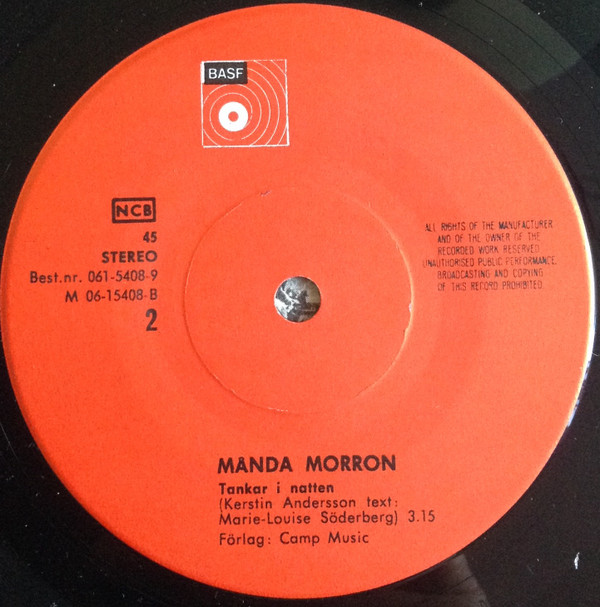 BASF
NCB
45
STEREO
Best.nr. 061-5408-9
M 06-15408-B
2
ALL RIGHTS OF THE MANUFACTURER
AND OF THE OWNER OF THE
RECORDED WORK RESERVED
UNAUTHORISED PUBLIC PERFORMANCE,
BROADCASTING AND COPYING
OF THIS RECORD PROHIBITED
MÅNDA MORRON
Tankar i natten
(Kerstin Andersson text:
Marie-Louise Söderberg) 3.15
Förlag: Camp Music